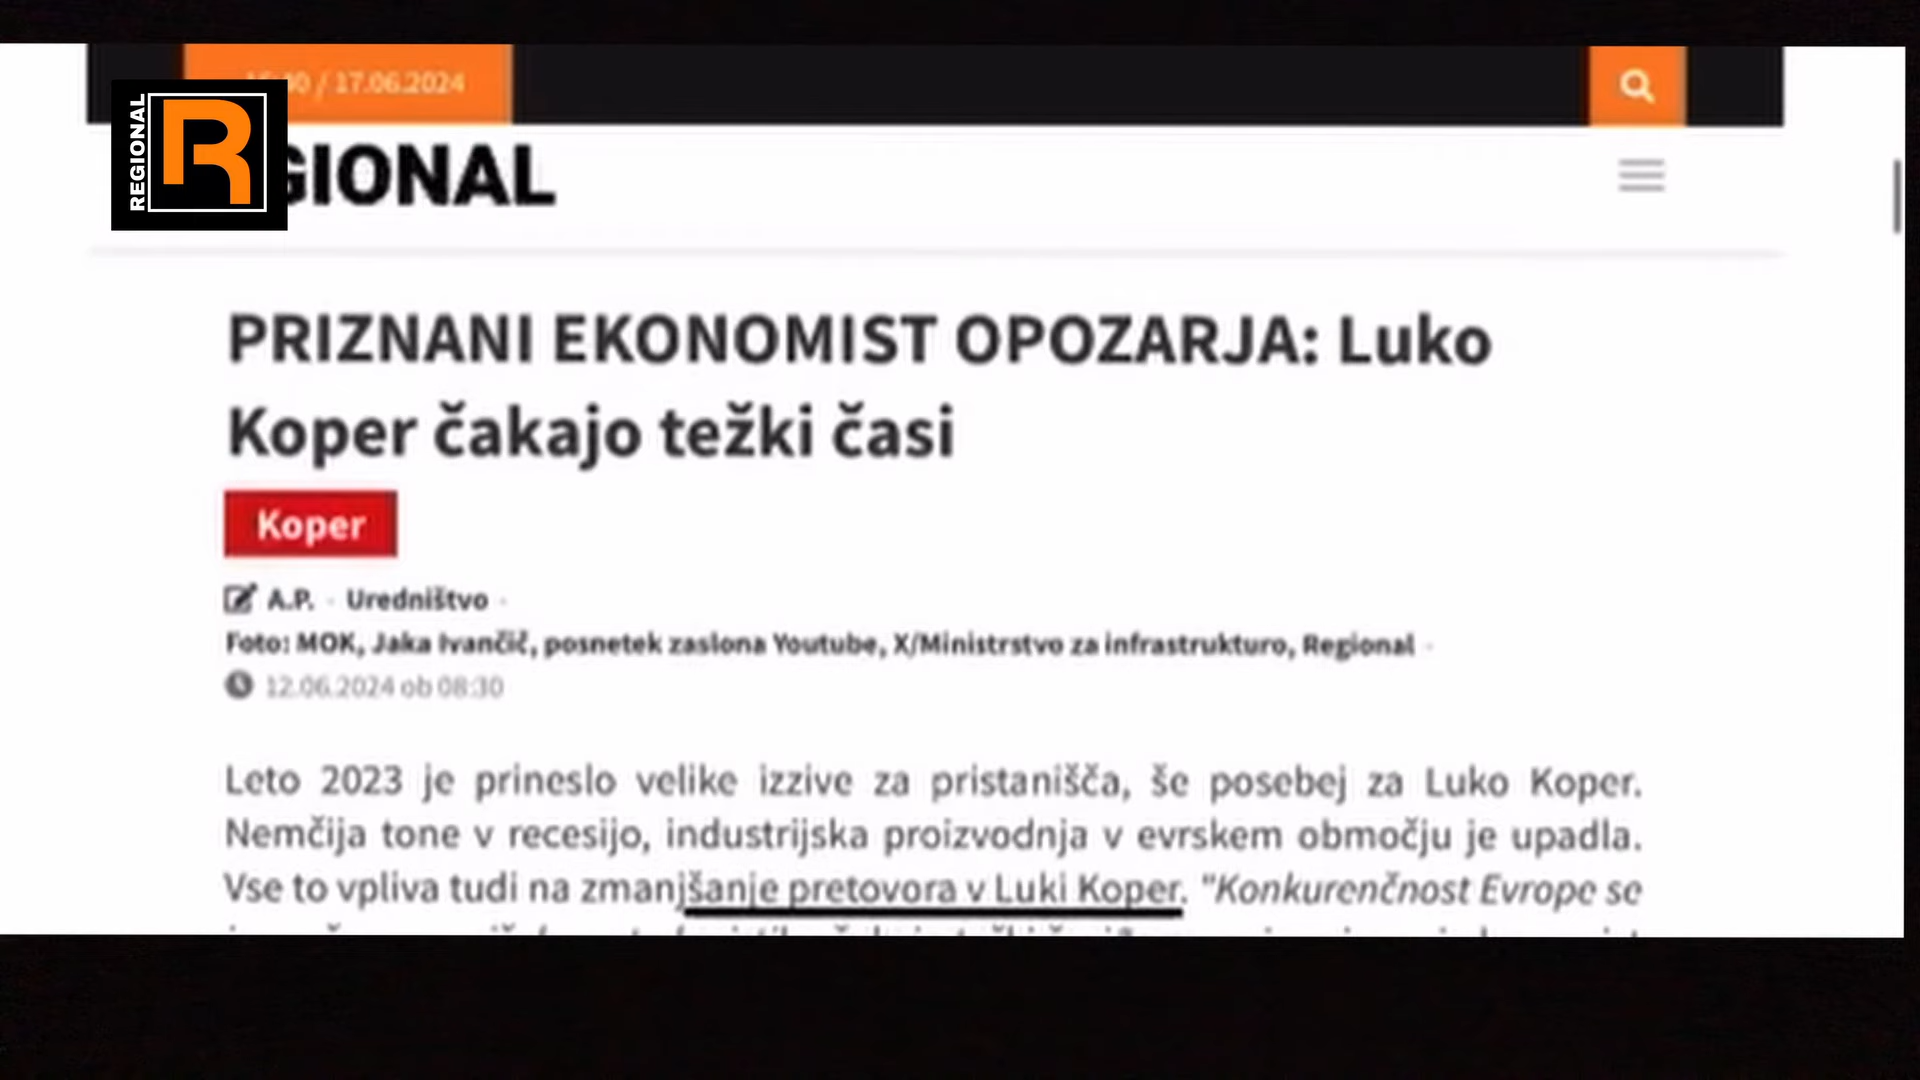 / 17.06.2024
REGIONAL
R
GIONAL
PRIZNANI EKONOMIST OPOZARJA: Luko
Koper čakajo težki časi
Koper
A.P. - Uredništvo -
Foto: MOK, Jaka Ivančič, posnetek zaslona Youtube, X/Ministrstvo za infrastrukturo, Regional -
12.06.2024 ob 08:30
Leto 2023 je prineslo velike izzive za pristanišča, še posebej za Luko Koper.
Nemčija tone v recesijo, industrijska proizvodnja v evrskem območju je upadla.
Vse to vpliva tudi na zmanjšanje pretovora v Luki Koper. "Konkurenčnost Evrope se